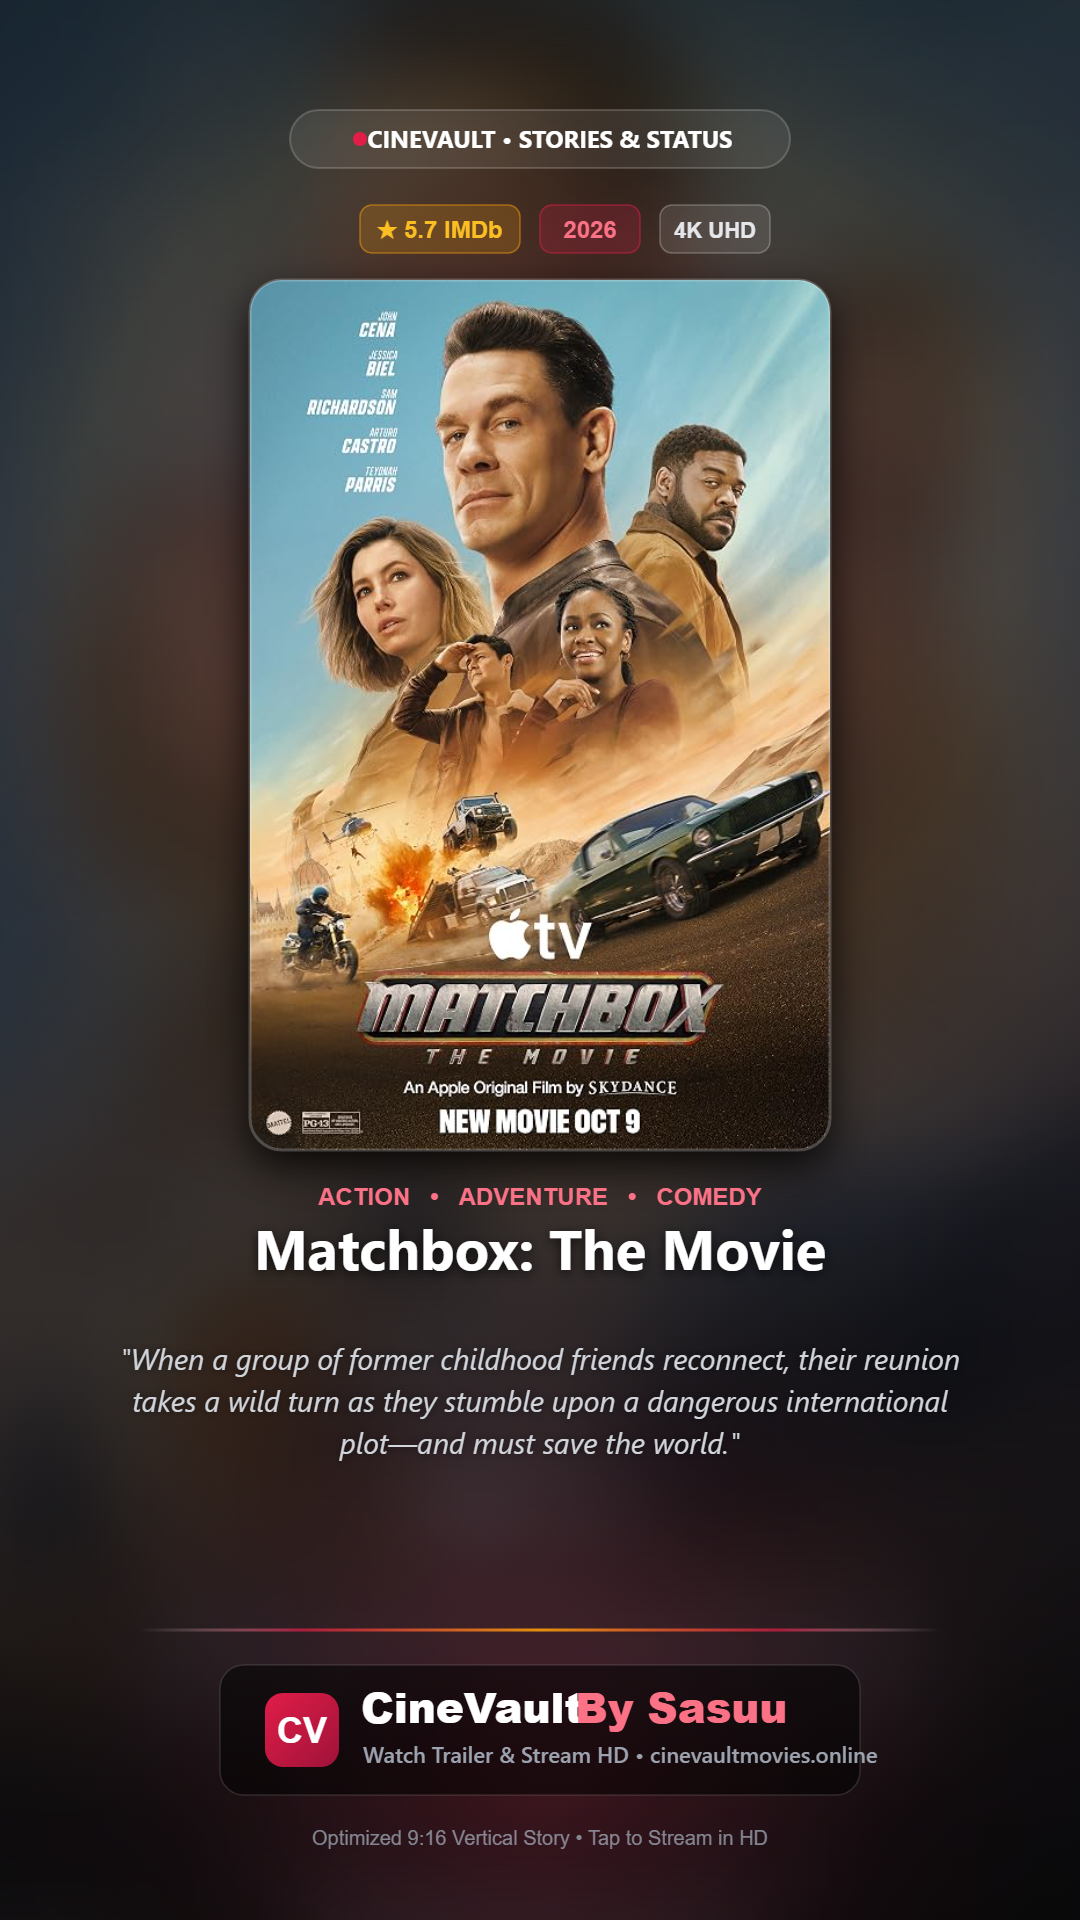 CINEVAULT • STORIES & STATUS
★ 5.7 IMDb
2026
4K UHD
JOHN
CENA
JESSICA
BIEL
SAM
RICHARDSON
ARTURO
CASTRO
TEYONAH
PARRIS
tv
MATCHBOX
THE MOVIE
An Apple Original Film by SKYDANCE
MATTEL
PG-13
NEW MOVIE OCT 9
ACTION • ADVENTURE • COMEDY
Matchbox: The Movie
"When a group of former childhood friends reconnect, their reunion
takes a wild turn as they stumble upon a dangerous international
plot—and must save the world."
CV
CineVault By Sasuu
Watch Trailer & Stream HD • cinevaultmovies.online
Optimized 9:16 Vertical Story • Tap to Stream in HD